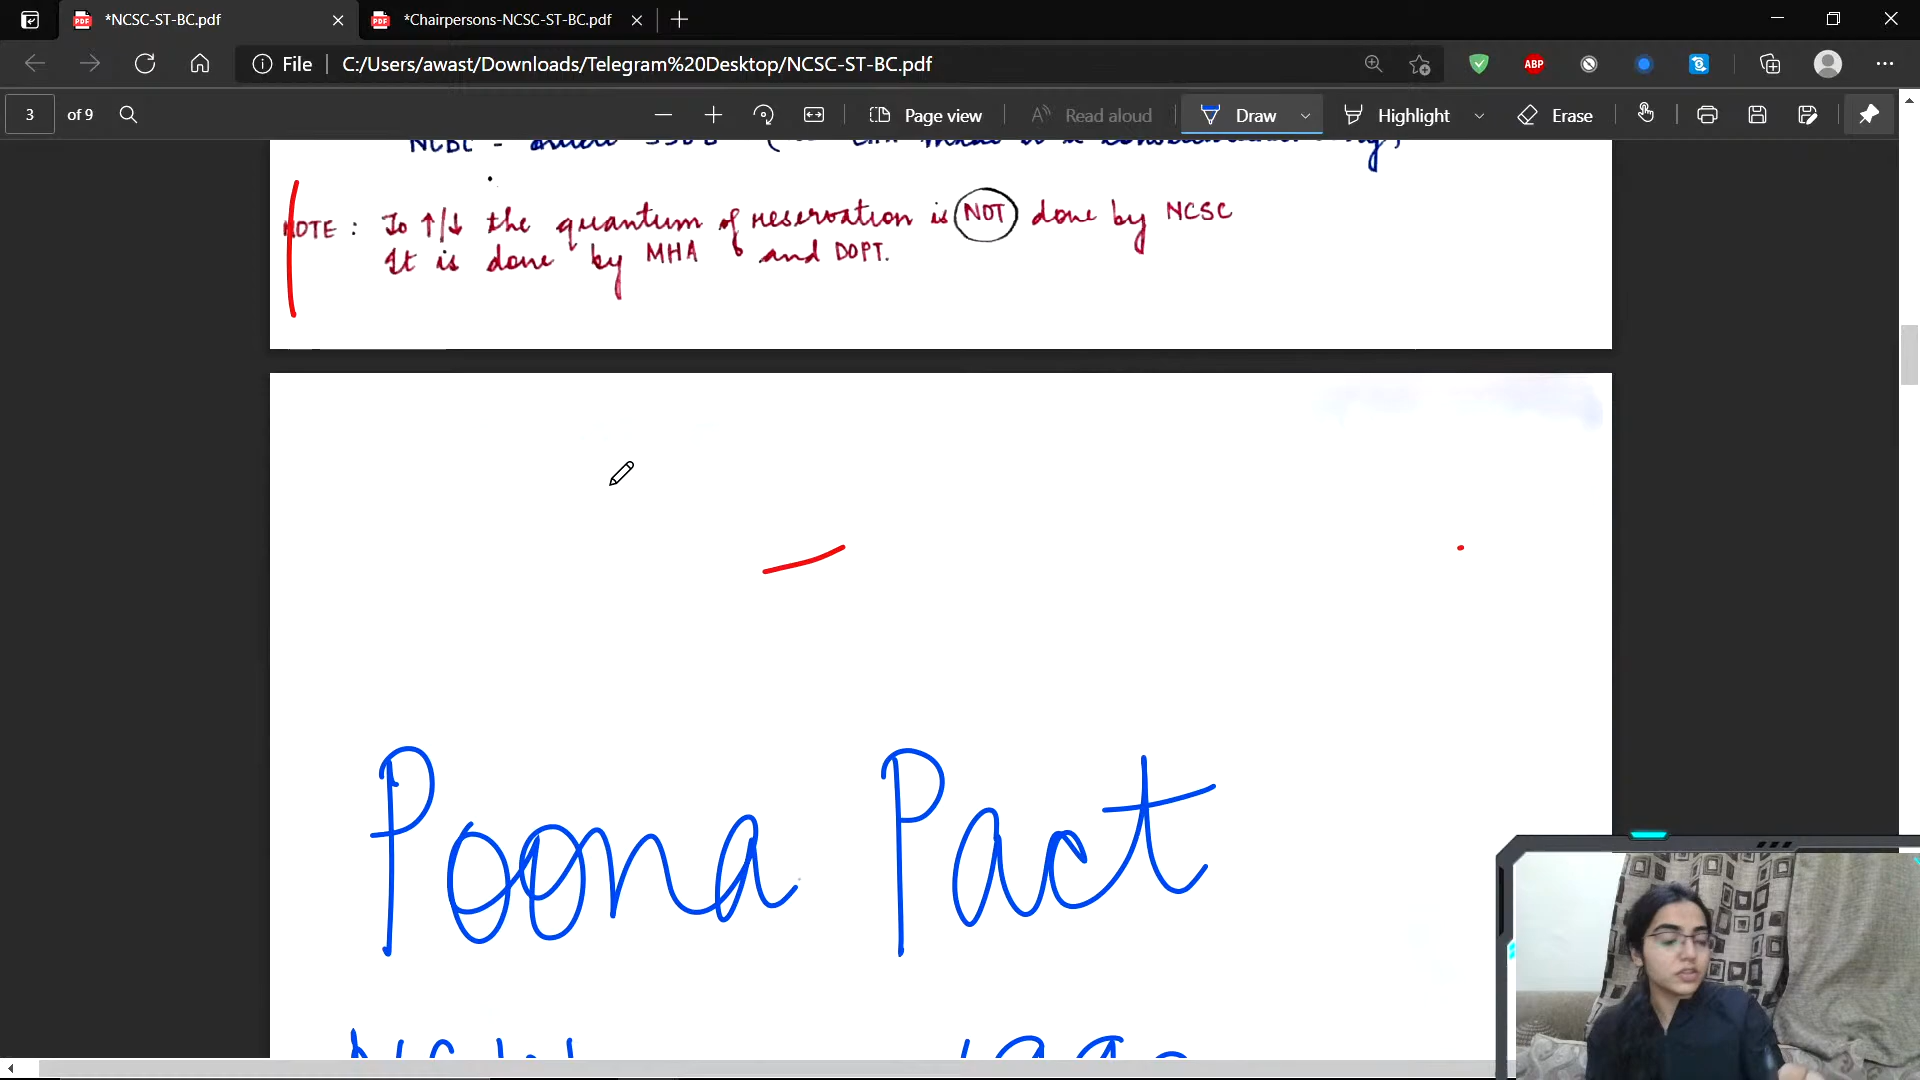 *NCSC-ST-BC.pdf
*Chairpersons-NCSC-ST-BC.pdf
File
C:/Users/awast/Downloads/Telegram%20Desktop/NCSC-ST-BC.pdf
3 of 9
Page view
Read aloud
Draw
Highlight
Erase
ABP
NCBC -
NOTE : To ↑/↓ the quantum of reservation is NOT done by NCSC
It is done by MHA and DOPT.
Poona Pact